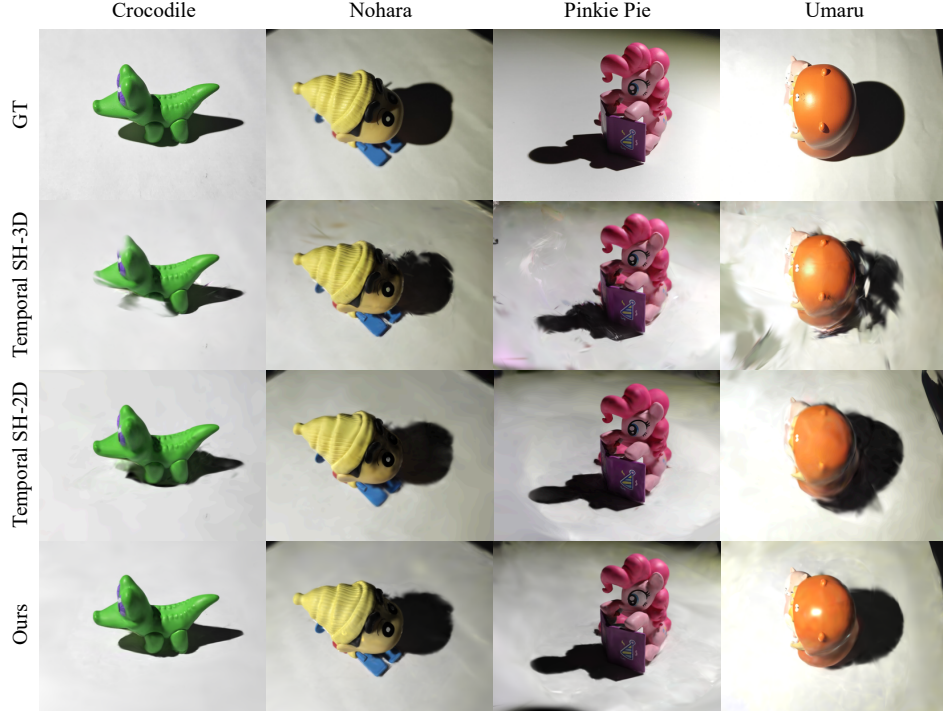 Crocodile Nohara Pinkie Pie Umaru
GT
Temporal SH-3D
Temporal SH-2D
Ours